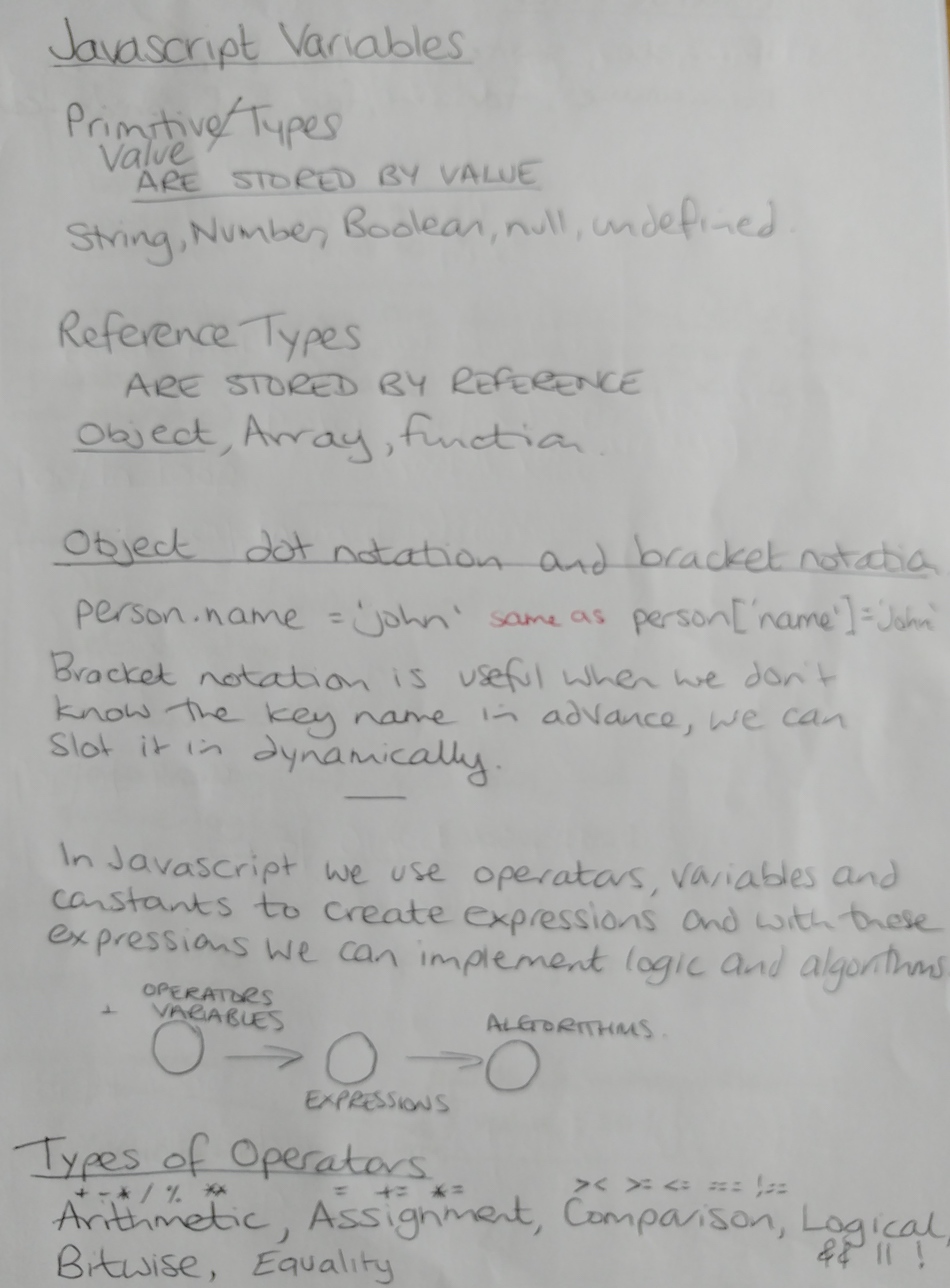 Javascript Variables
Primitive/Types
Value
ARE STORED BY VALUE
String, Number, Boolean, null, undefined.
Reference Types
ARE STORED BY REFERENCE
Object, Array, function.
Object dot notation and bracket notatio
person.name = 'john' same as person['name']='John'
Bracket notation is useful when we don't
know the key name in advance, we can
slot it in dynamically.
In Javascript we use operators, variables and
constants to create expressions and with these
expressions we can implement logic and algorithms
OPERATORS
+ VARIABLES
ALGORITHMS.
EXPRESSIONS
Types of Operators
+ - * / % ** = += *= > < >= <= === !==
Arithmetic, Assignment, Comparison, Logical,
&& || !
Bitwise, Equality